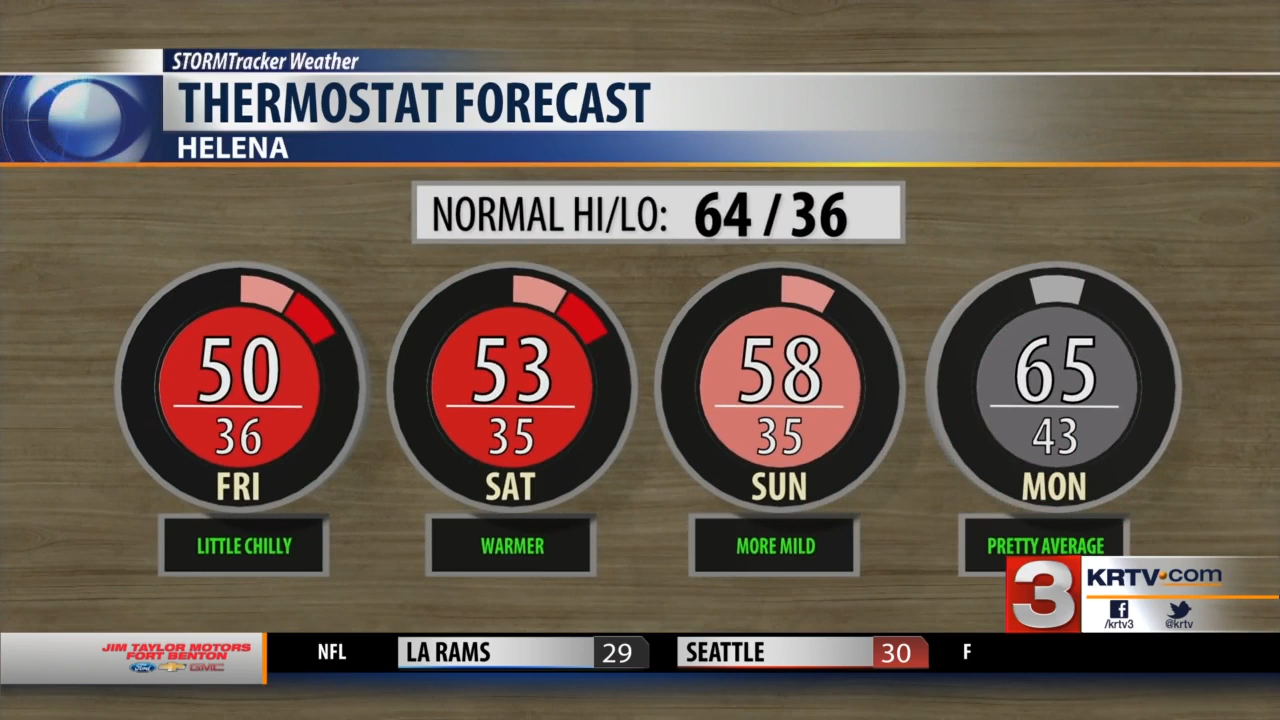 STORMTracker Weather
THERMOSTAT FORECAST
HELENA
NORMAL HI/LO: 64 / 36
50
36
FRI
LITTLE CHILLY
53
35
SAT
WARMER
58
35
SUN
MORE MILD
65
43
MON
PRETTY AVERAGE
3
KRTV.com
/krtv3
@krtv
JIM TAYLOR MOTORS
FORT BENTON
Ford
GMC
NFL LA RAMS 29 SEATTLE 30 F